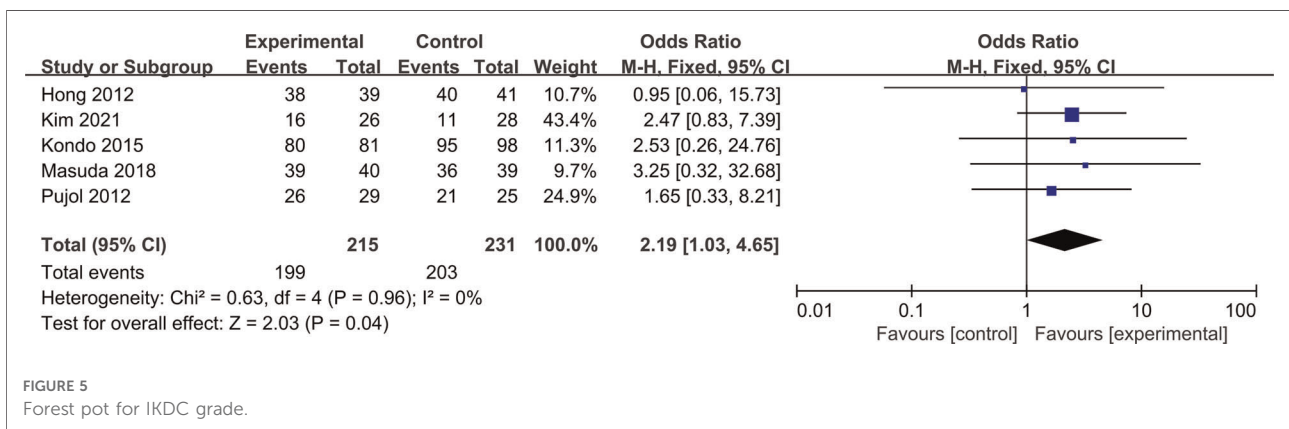 Experimental Control Odds Ratio Odds Ratio
Study or Subgroup Events Total Events Total Weight M-H, Fixed, 95% CI M-H, Fixed, 95% CI
Hong 2012 38 39 40 41 10.7% 0.95 [0.06, 15.73]
Kim 2021 16 26 11 28 43.4% 2.47 [0.83, 7.39]
Kondo 2015 80 81 95 98 11.3% 2.53 [0.26, 24.76]
Masuda 2018 39 40 36 39 9.7% 3.25 [0.32, 32.68]
Pujol 2012 26 29 21 25 24.9% 1.65 [0.33, 8.21]
Total (95% CI) 215 231 100.0% 2.19 [1.03, 4.65]
Total events 199 203
Heterogeneity: Chi² = 0.63, df = 4 (P = 0.96); I² = 0%
Test for overall effect: Z = 2.03 (P = 0.04)
0.01 0.1 1 10 100
Favours [control] Favours [experimental]
FIGURE 5
Forest pot for IKDC grade.